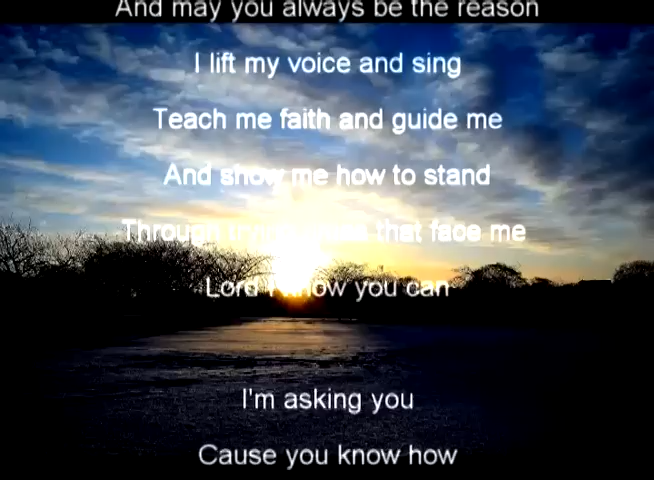 And may you always be the reason
I lift my voice and sing
Teach me faith and guide me
And show me how to stand
Through that face me
Lord I know you can
I'm asking you
Cause you know how